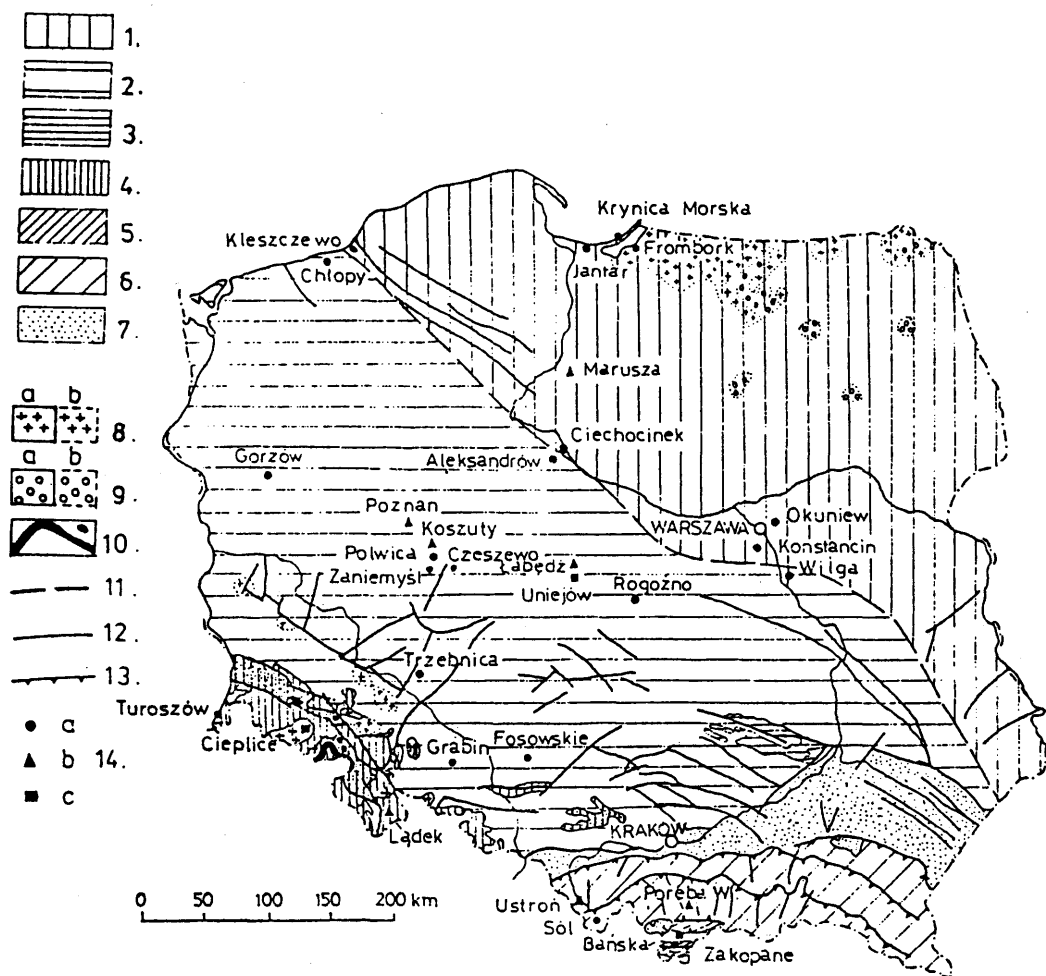 1.
2.
3.
4.
5.
6.
7.
a b
8.
a b
9.
10.
11.
12.
13.
a
b 14.
c
Krynica Morska
Kleszczewo
Frombork
Chłopy
Jantar
Marusza
Ciechocinek
Gorzów
Aleksandrów
Poznan
Koszuty
WARSZAWA
Okuniew
Polwica
Czeszewo
Konstancin
Zaniemyśl
Łabędź
Wilga
Uniejów
Rogoźno
Trzebnica
Turoszów
Cieplice
Grabin
Fosowskie
KRAKÓW
Lądek
0 50 100 150 200 km
Ustroń
Poręba W.
Sól
Bańska
Zakopane